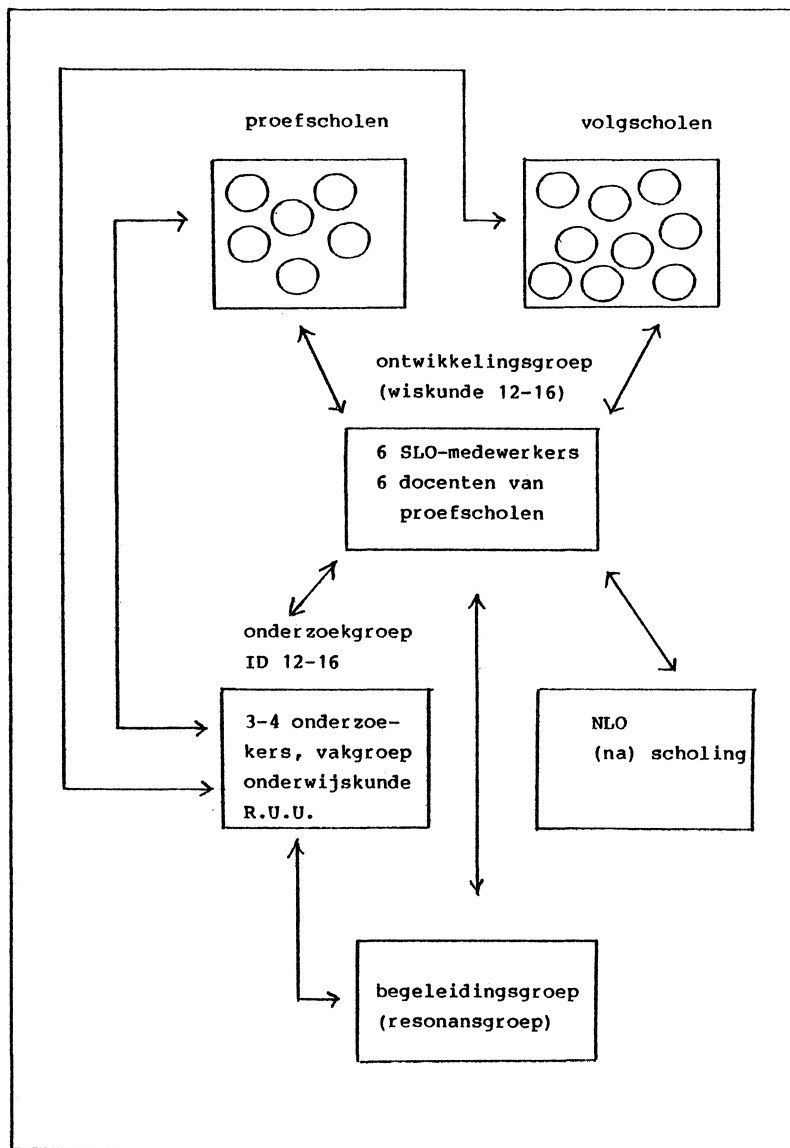 proefscholen
volgscholen
ontwikkelingsgroep
(wiskunde 12-16)
6 SLO-medewerkers
6 docenten van
proefscholen
onderzoekgroep
ID 12-16
3-4 onderzoe-
kers, vakgroep
onderwijskunde
R.U.U.
NLO
(na) scholing
begeleidingsgroep
(resonansgroep)